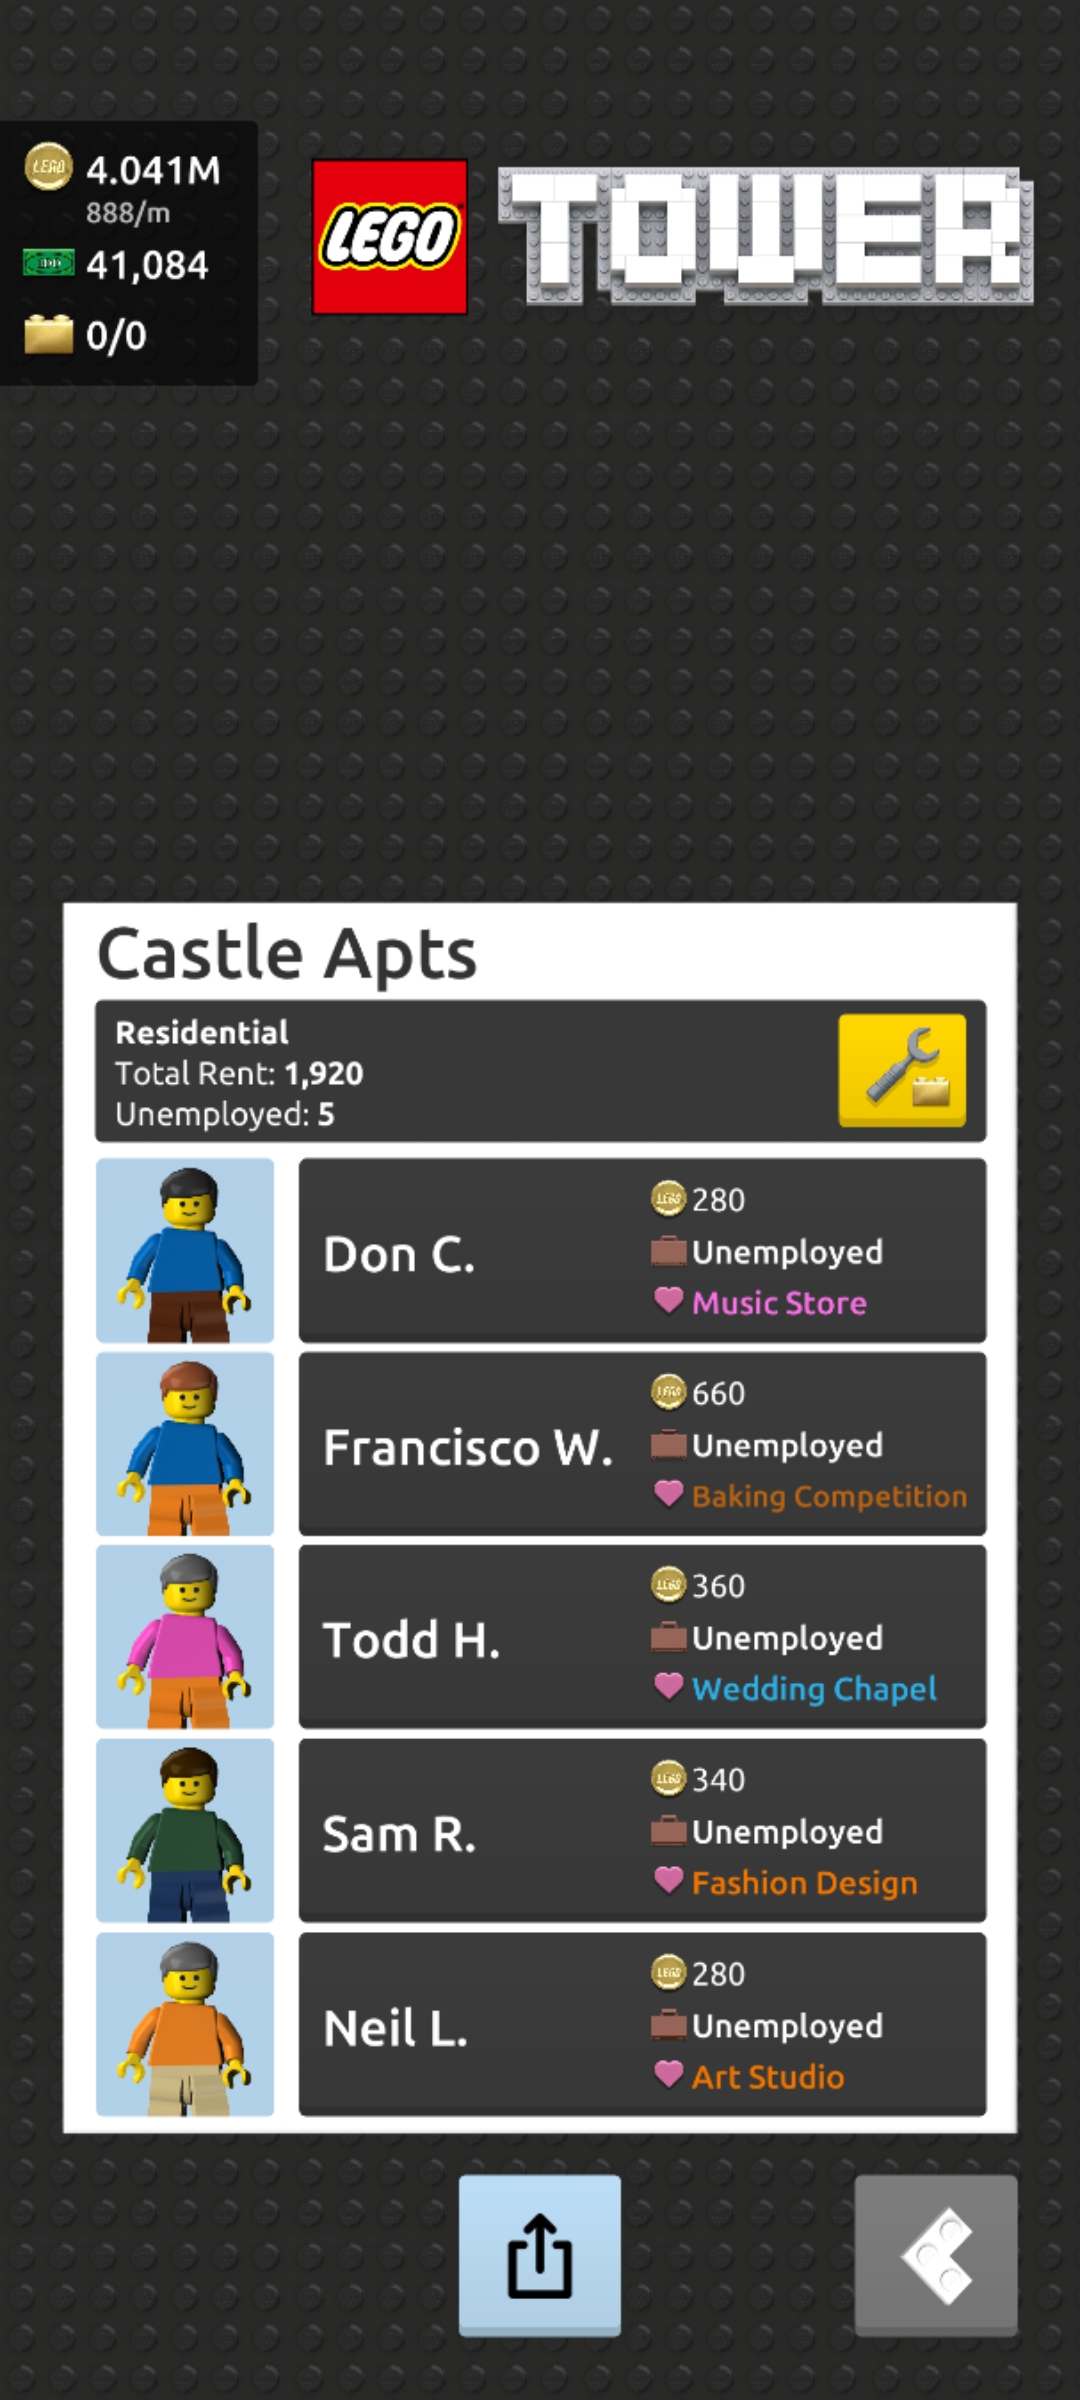 4.041M
888/m
41,084
0/0
LEGO TOWER
Castle Apts
Residential
Total Rent: 1,920
Unemployed: 5
Don C.
280
Unemployed
Music Store
Francisco W.
660
Unemployed
Baking Competition
Todd H.
360
Unemployed
Wedding Chapel
Sam R.
340
Unemployed
Fashion Design
Neil L.
280
Unemployed
Art Studio